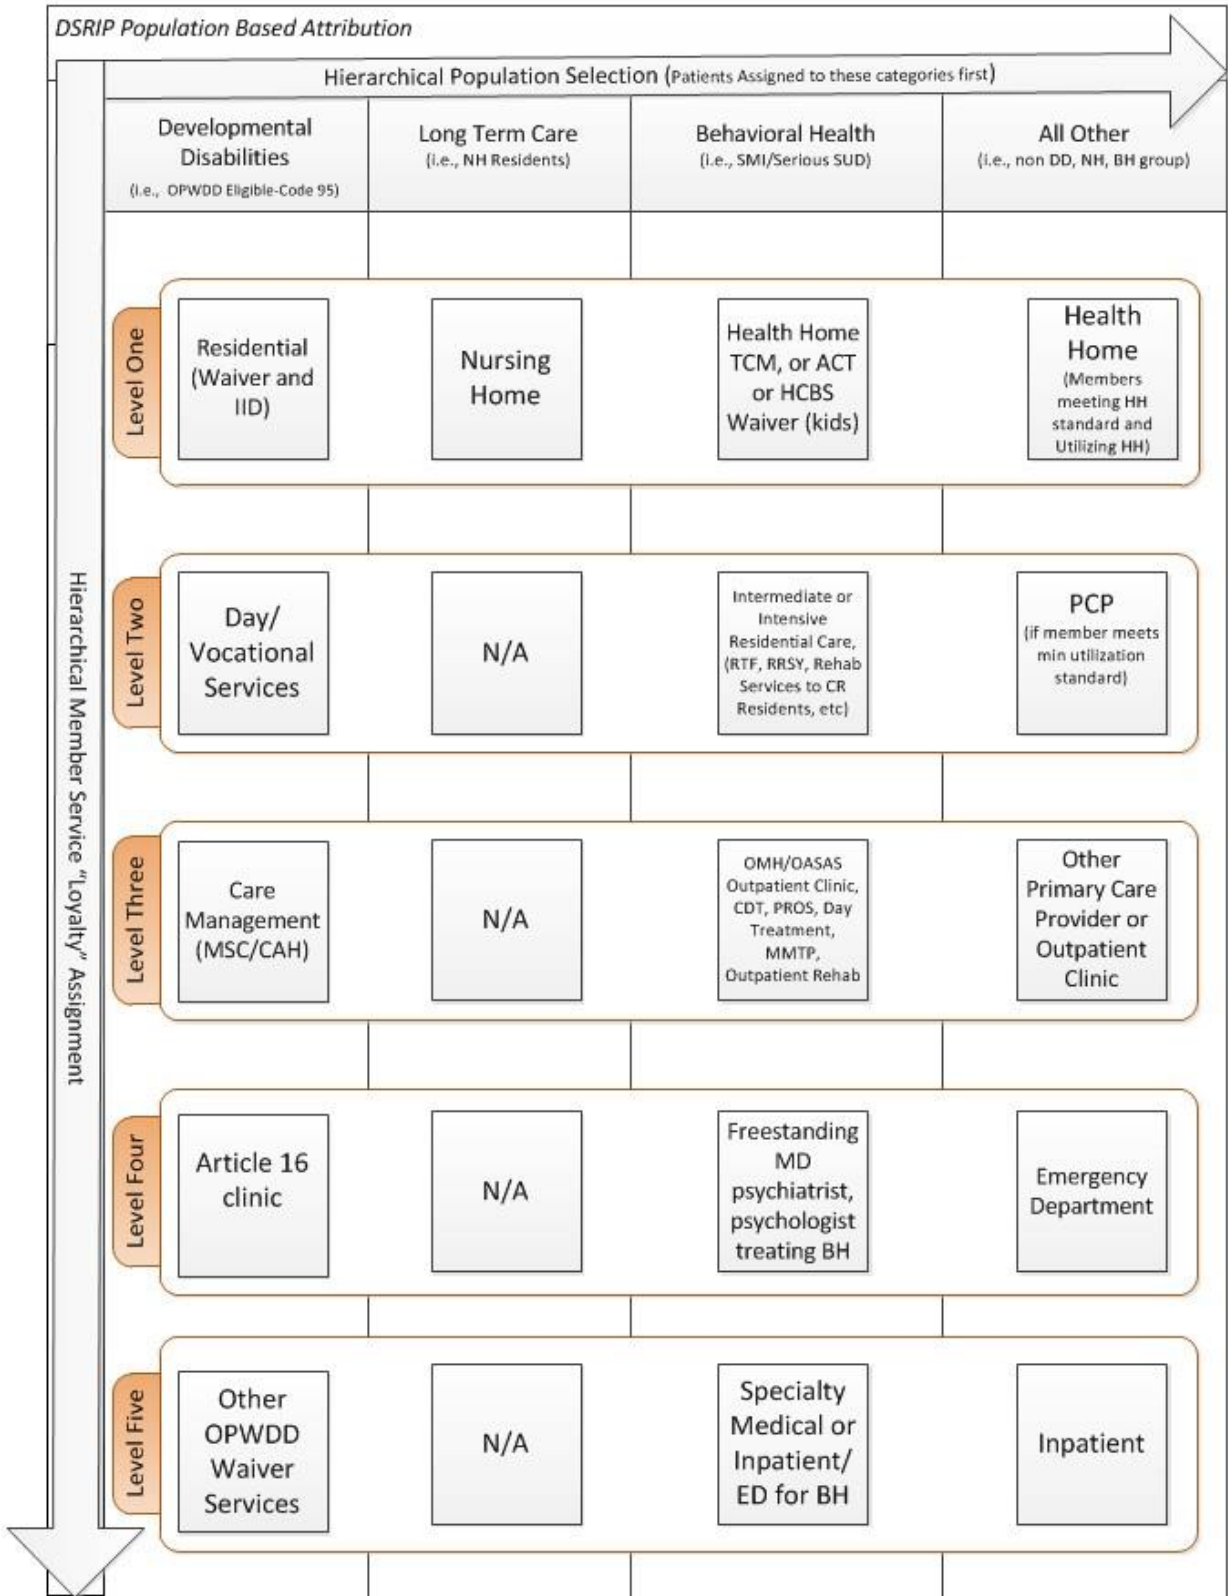 DSRIP Population Based Attribution
Hierarchical Population Selection (Patients Assigned to these categories first)
Developmental
Disabilities
(i.e., OPWDD Eligible-Code 95)
Long Term Care
(i.e., NH Residents)
Behavioral Health
(i.e., SMI/Serious SUD)
All Other
(i.e., non DD, NH, BH group)
Hierarchical Member Service "Loyalty" Assignment
Level One
Residential
(Waiver and
IID)
Nursing
Home
Health Home
TCM, or ACT
or HCBS
Waiver (kids)
Health
Home
(Members
meeting HH
standard and
Utilizing HH)
Level Two
Day/
Vocational
Services
N/A
Intermediate or
Intensive
Residential Care,
(RTF, RRSY, Rehab
Services to CR
Residents, etc)
PCP
(if member meets
min utilization
standard)
Level Three
Care
Management
(MSC/CAH)
N/A
OMH/OASAS
Outpatient Clinic,
CDT, PROS, Day
Treatment,
MMTP,
Outpatient Rehab
Other
Primary Care
Provider or
Outpatient
Clinic
Level Four
Article 16
clinic
N/A
Freestanding
MD
psychiatrist,
psychologist
treating BH
Emergency
Department
Level Five
Other
OPWDD
Waiver
Services
N/A
Specialty
Medical or
Inpatient/
ED for BH
Inpatient